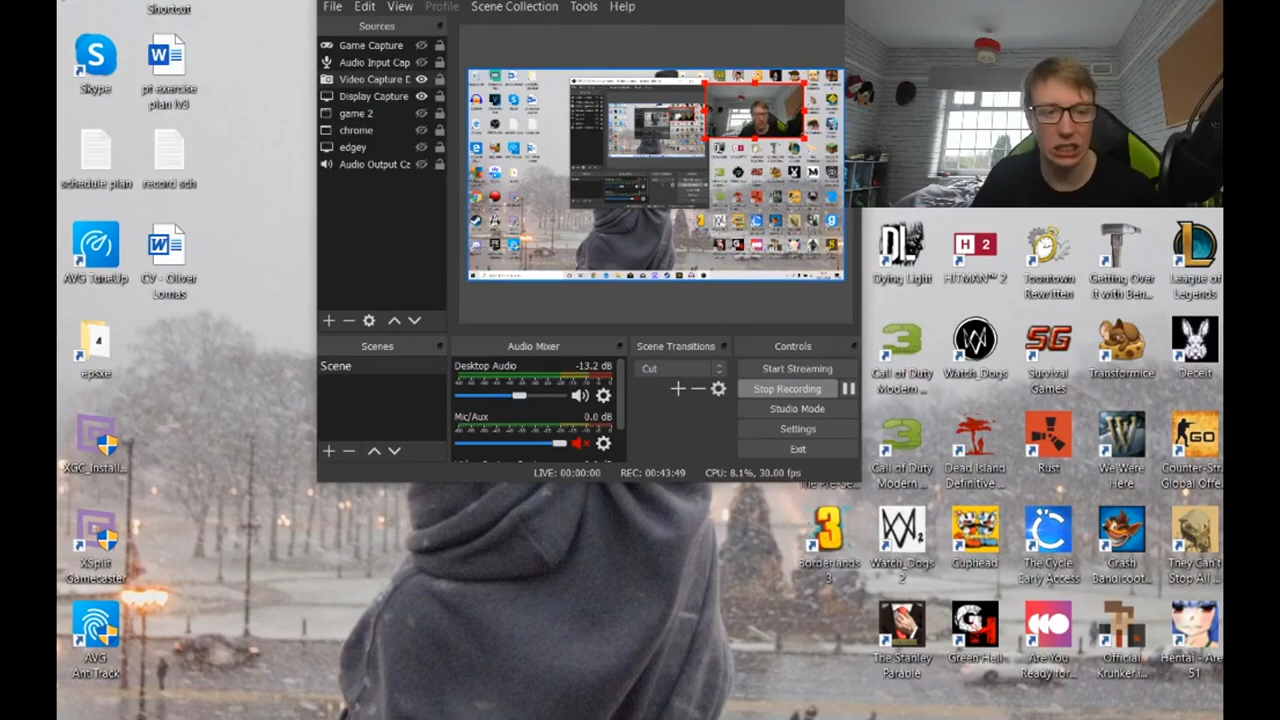 Shortcut
File Edit View Profile Scene Collection Tools Help
Sources
Game Capture
Audio Input Cap
Video Capture D
Display Capture
game 2
chrome
edgey
Audio Output Ca
Skype
pt exercise
plan lv3
schedule plan
record sch
AVG TuneUp
CV - Oliver
Lomas
epsxe
XGC_Install...
XSplit
Gamecaster
AVG
AntiTrack
Scenes
Scene
Audio Mixer
Desktop Audio -13.2 dB
Mic/Aux 0.0 dB
Scene Transitions
Cut
Controls
Start Streaming
Stop Recording
Studio Mode
Settings
Exit
LIVE: 00:00:00 REC: 00:43:49 CPU: 8.1%, 30.00 fps
Dying Light
HITMAN™ 2
Toontown
Rewritten
Getting Over
It with Ben...
League of
Legends
Call of Duty
Modern ...
Watch_Dogs
Survival
Games
Transformice
Deceit
Call of Duty
Modern ...
Dead Island
Definitive ...
Rust
We Were
Here
Counter-Str...
Global Offe...
The Pre-Se...
Borderlands
3
Watch_Dogs
2
Cuphead
The Cycle
Early Access
Crash
Bandicoot...
They Can't
Stop All ...
The Stanley
Parable
Green Hell
Are You
Ready for...
Official
Krunker.i...
Hentai - Are
51